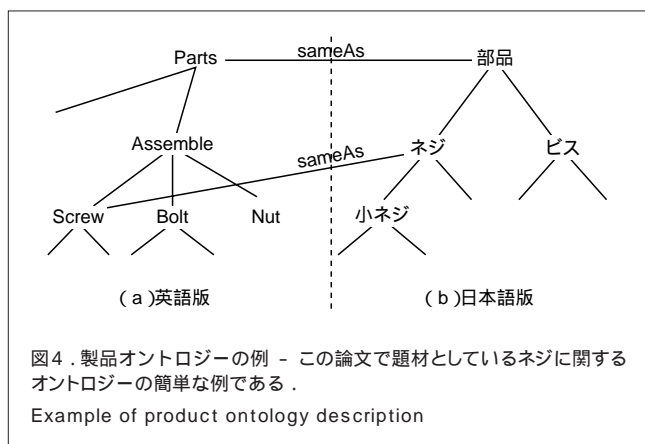 Parts sameAs 部品
Assemble sameAs ネジ ビス
Screw Bolt Nut 小ネジ
(a)英語版 (b)日本語版
図4．製品オントロジーの例 － この論文で題材としているネジに関する
オントロジーの簡単な例である．
Example of product ontology description